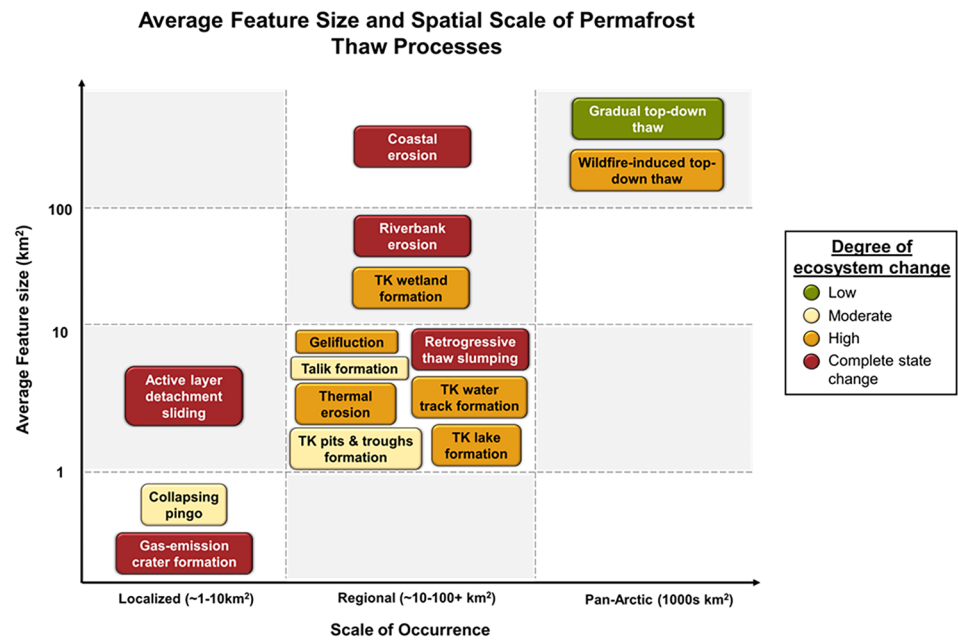 Average Feature Size and Spatial Scale of Permafrost
Thaw Processes
Average Feature size (km²)
100
10
1
Gradual top-down
thaw
Wildfire-induced top-
down thaw
Coastal
erosion
Riverbank
erosion
TK wetland
formation
Gelifluction
Talik formation
Thermal
erosion
TK pits & troughs
formation
Retrogressive
thaw slumping
TK water
track formation
TK lake
formation
Active layer
detachment
sliding
Collapsing
pingo
Gas-emission
crater formation
Localized (~1-10km²)
Regional (~10-100+ km²)
Pan-Arctic (1000s km²)
Scale of Occurrence
Degree of
ecosystem change
Low
Moderate
High
Complete state
change